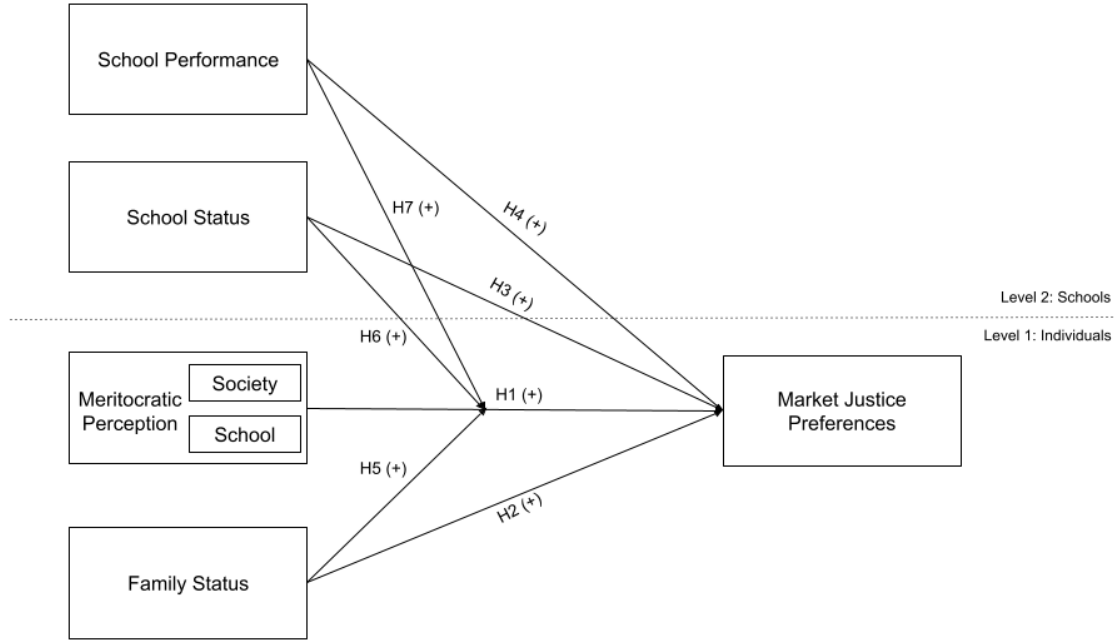 School Performance
School Status
H7 (+)
H4 (+)
H3 (+)
Level 2: Schools
H6 (+)
Level 1: Individuals
Meritocratic
Perception
Society
School
H1 (+)
Market Justice
Preferences
H5 (+)
H2 (+)
Family Status